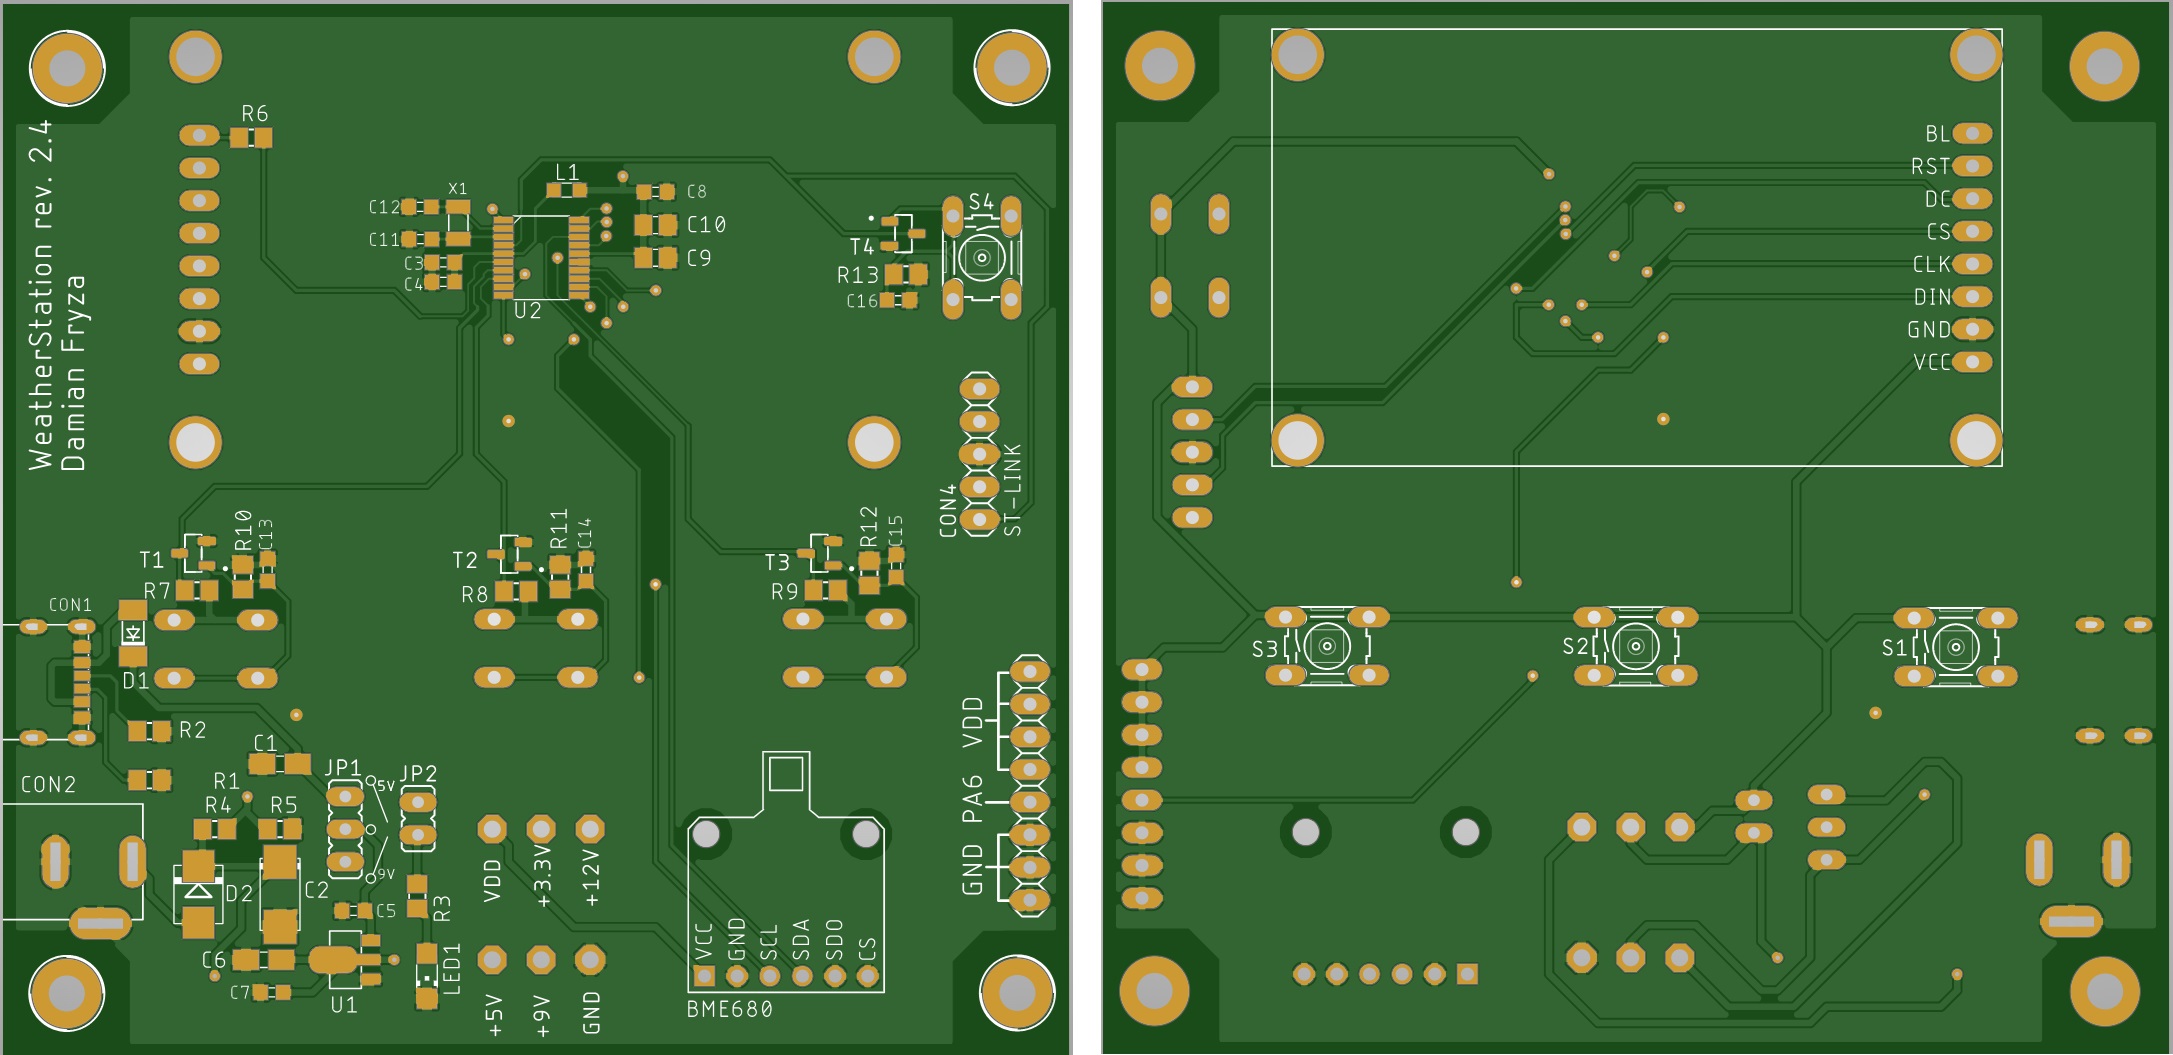 WeatherStation rev. 2.4
Damian Fryza
R6
X1
L1
C12
C11
C3
C4
C8
C10
C9
U2
S4
T4
R13
C16
CON4
ST-LINK
T1
R10
C13
R7
T2
R11
C14
R8
T3
R12
C15
R9
CON1
D1
R2
C1
JP1
5V
JP2
CON2
R1
R4
R5
VDD
PA6
GND
D2
C2
9V
C5
R3
VDD
+3.3V
+12V
C6
C7
U1
LED1
+5V
+9V
GND
VCC
GND
SCL
SDA
SDO
CS
BME680
BL
RST
DC
CS
CLK
DIN
GND
VCC
S3
S2
S1